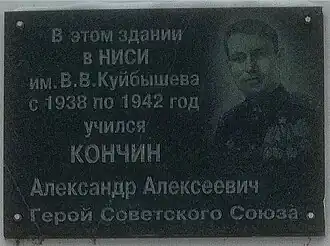 В этом здании
в НИСИ
им.В.В.Куйбышева
с 1938 по 1942 год
учился
КОНЧИН
Александр Алексеевич
Герой Советского Союза